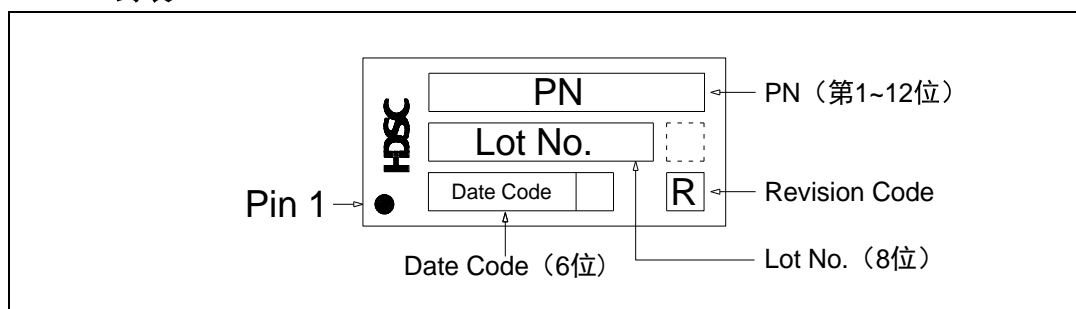 HDSC
PN
PN（第1~12位）
Lot No.
Date Code
R
Revision Code
Pin 1
Date Code（6位）
Lot No.（8位）